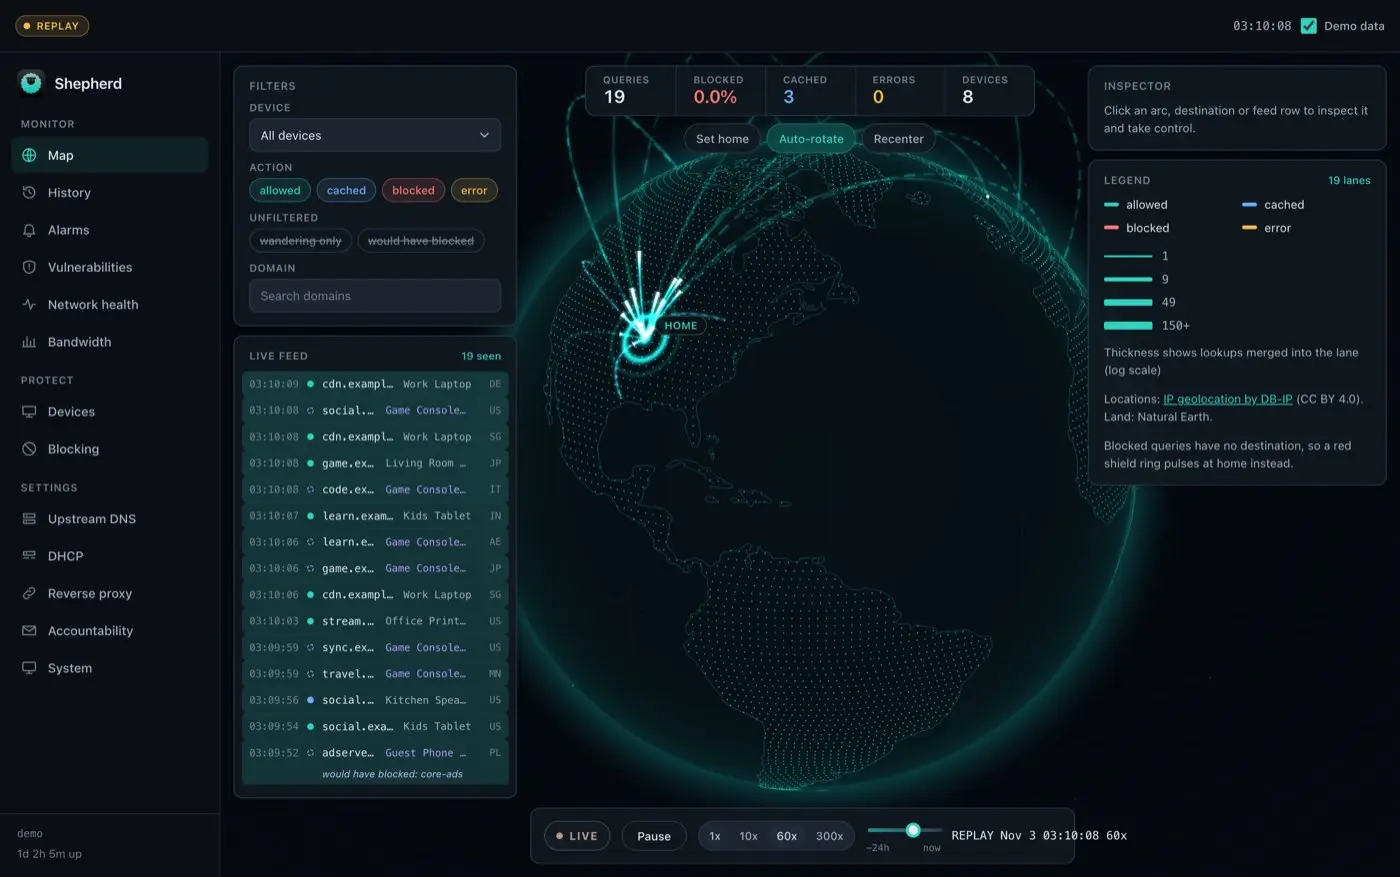 REPLAY
03:10:08 Demo data
Shepherd
MONITOR
Map
History
Alarms
Vulnerabilities
Network health
Bandwidth
PROTECT
Devices
Blocking
SETTINGS
Upstream DNS
DHCP
Reverse proxy
Accountability
System
demo
1d 2h 5m up
FILTERS
DEVICE
All devices
ACTION
allowed cached blocked error
UNFILTERED
wandering only would have blocked
DOMAIN
Search domains
LIVE FEED 19 seen
03:10:09 cdn.exampl… Work Laptop DE
03:10:08 social.… Game Console… US
03:10:08 cdn.exampl… Work Laptop SG
03:10:08 game.ex… Living Room … JP
03:10:08 code.ex… Game Console… IT
03:10:07 learn.exam… Kids Tablet IN
03:10:06 learn.e… Game Console… AE
03:10:06 game.ex… Game Console… JP
03:10:06 cdn.exampl… Work Laptop SG
03:10:03 stream.… Office Print… US
03:09:59 sync.ex… Game Console… US
03:09:59 travel.… Game Console… MN
03:09:56 social.… Kitchen Spea… US
03:09:54 social.exa… Kids Tablet US
03:09:52 adserve… Guest Phone … PL
would have blocked: core-ads
QUERIES BLOCKED CACHED ERRORS DEVICES
19 0.0% 3 0 8
Set home Auto-rotate Recenter
HOME
LIVE Pause 1x 10x 60x 300x REPLAY Nov 3 03:10:08 60x
−24h now
INSPECTOR
Click an arc, destination or feed row to inspect it
and take control.
LEGEND 19 lanes
allowed cached
blocked error
1
9
49
150+
Thickness shows lookups merged into the lane
(log scale)
Locations: IP geolocation by DB-IP (CC BY 4.0).
Land: Natural Earth.
Blocked queries have no destination, so a red
shield ring pulses at home instead.